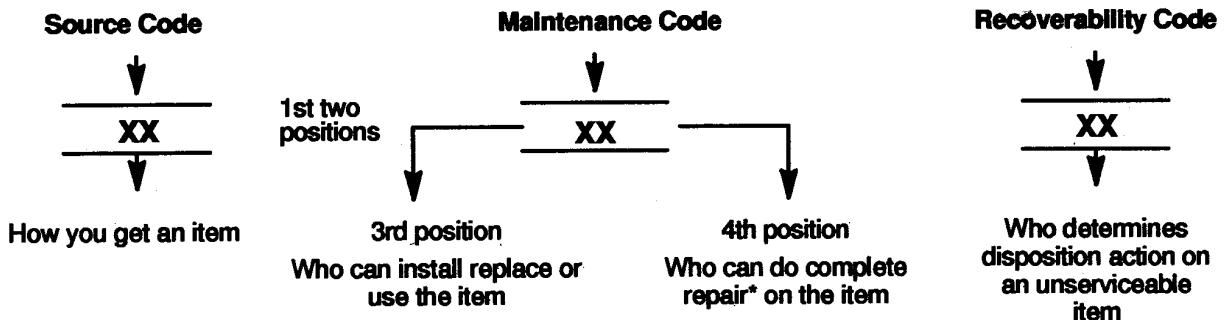 Source Code
Maintenance Code
Recoverability Code
XX
1st two
positions
XX
XX
How you get an item
3rd position
Who can install replace or
use the item
4th position
Who can do complete
repair* on the item
Who determines
disposition action on
an unserviceable
item